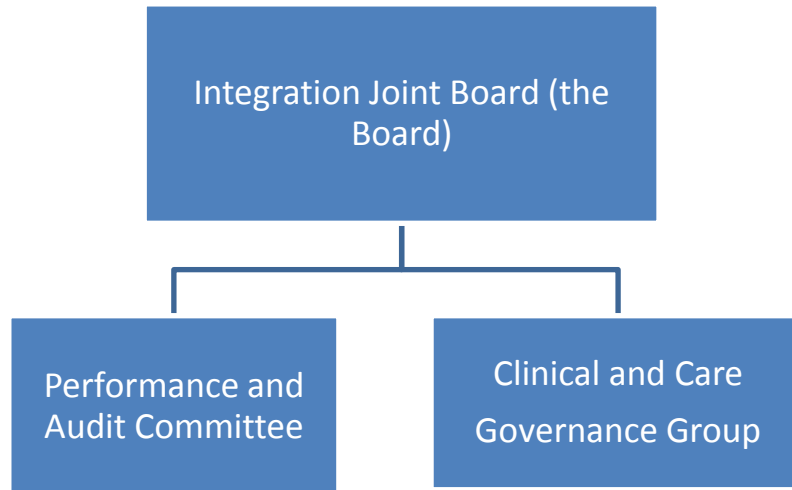 Integration Joint Board (the
Board)
Performance and
Audit Committee
Clinical and Care
Governance Group